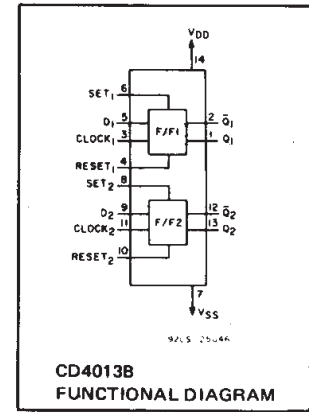 VDD
14
SET1 6
D1 5 F/F1 2 Q̅1
CLOCK1 3 1 Q1
RESET1 4
SET2 8
D2 9 F/F2 12 Q̅2
CLOCK2 11 13 Q2
RESET2 10
7
VSS
92CS-
CD4013B
FUNCTIONAL DIAGRAM